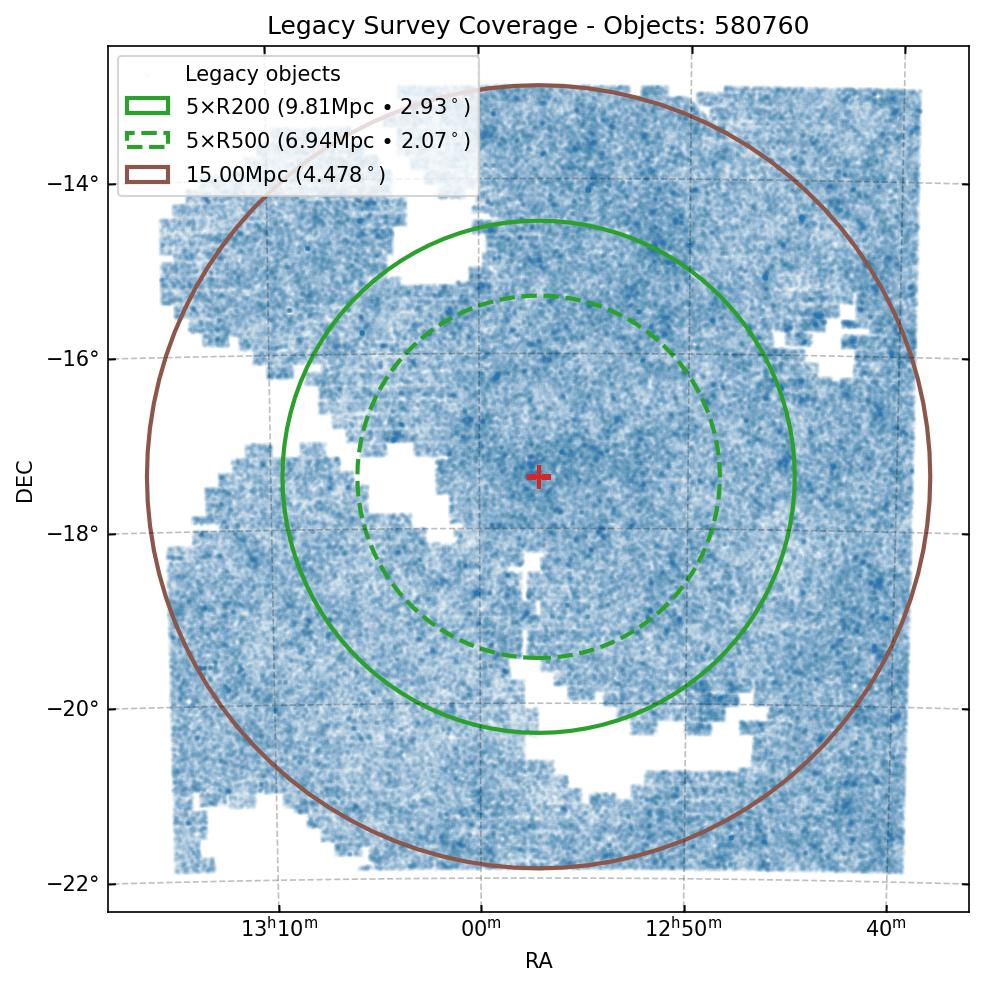 Legacy Survey Coverage - Objects: 580760
Legacy objects
5×R200 (9.81Mpc • 2.93°)
5×R500 (6.94Mpc • 2.07°)
15.00Mpc (4.478°)
−14°
−16°
−18°
−20°
−22°
DEC
13ʰ10ᵐ 00ᵐ 12ʰ50ᵐ 40ᵐ
RA